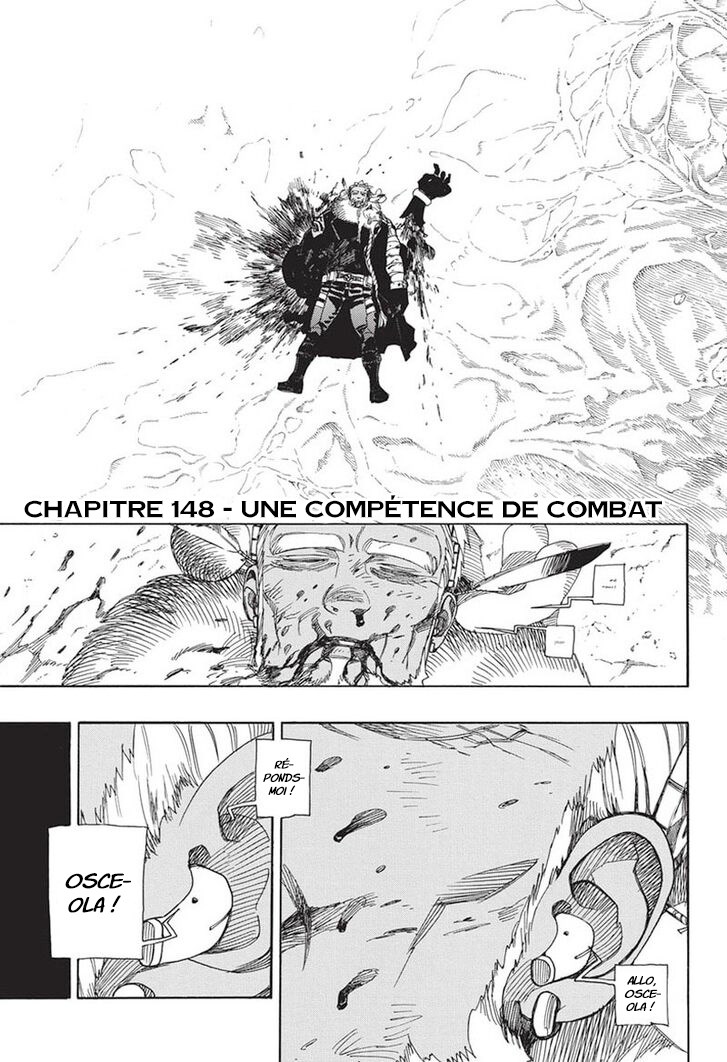 CHAPITRE 148 - UNE COMPÉTENCE DE COMBAT
ALLO,
OSCE-
OLA !
RÉ-
PONDS-
MOI !
OSCE-
OLA !